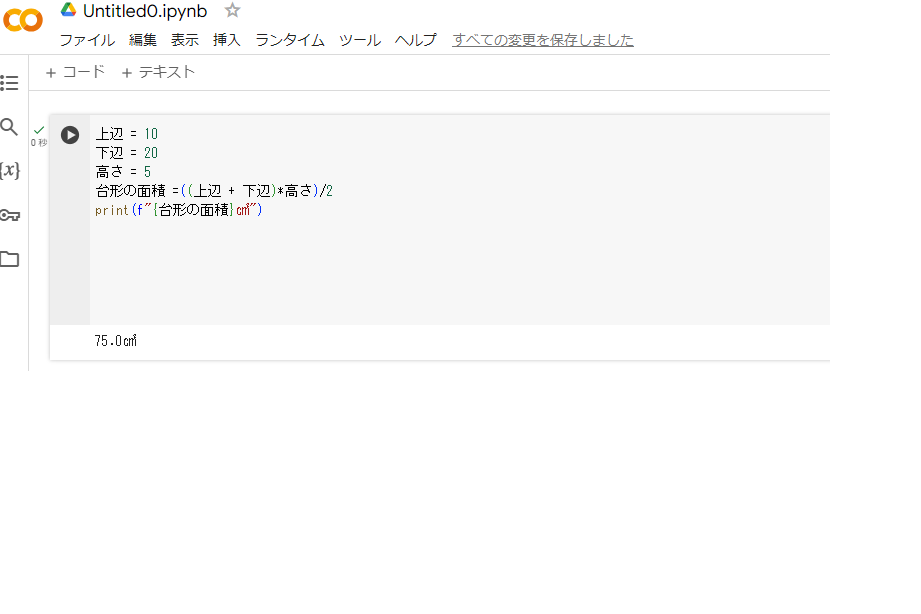 Untitled0.ipynb
ファイル 編集 表示 挿入 ランタイム ツール ヘルプ すべての変更を保存しました
+ コード + テキスト
上辺 = 10
0 秒
下辺 = 20
高さ = 5
{x}
台形の面積 =((上辺 + 下辺)*高さ)/2
print(f"{台形の面積}㎠")
75.0㎠